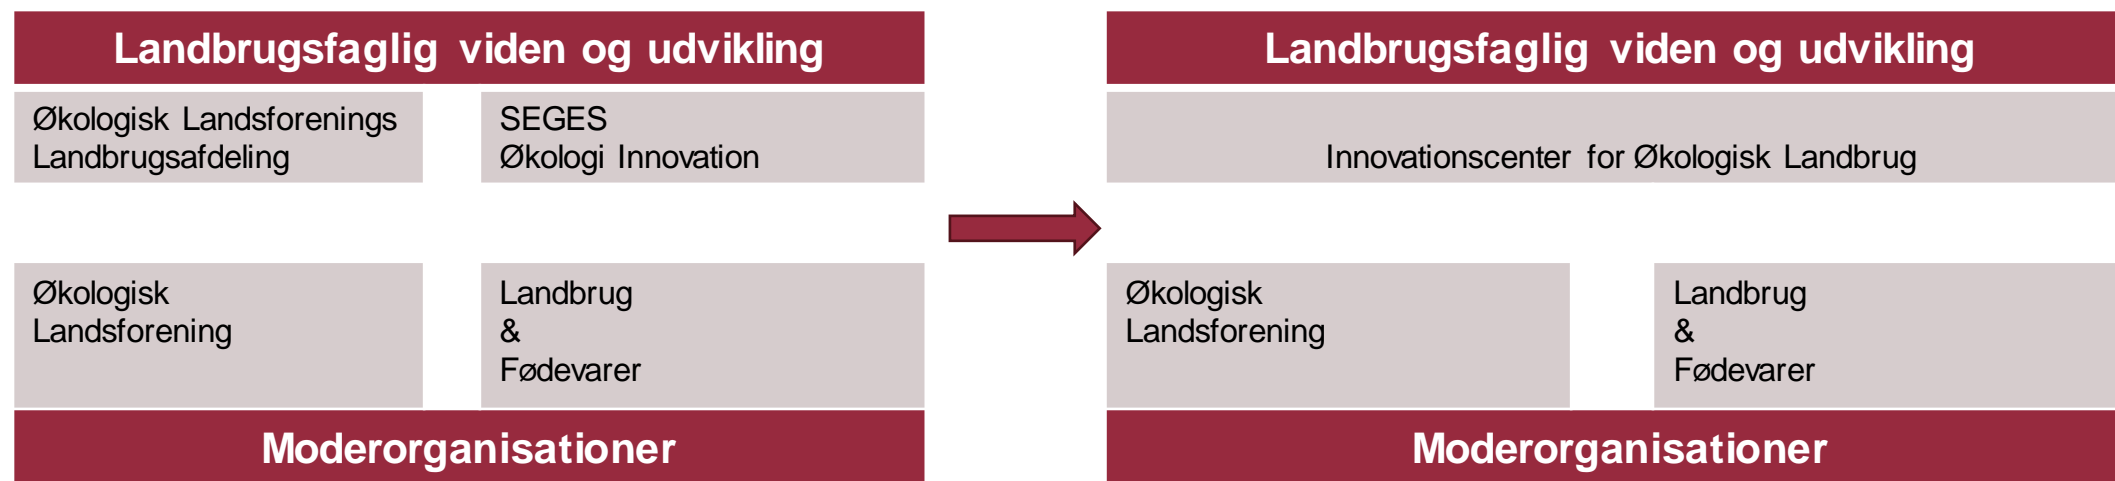 Landbrugsfaglig viden og udvikling
Økologisk Landsforenings
Landbrugsafdeling
SEGES
Økologi Innovation
Økologisk
Landsforening
Landbrug
&
Fødevarer
Moderorganisationer
Landbrugsfaglig viden og udvikling
Innovationscenter for Økologisk Landbrug
Økologisk
Landsforening
Landbrug
&
Fødevarer
Moderorganisationer